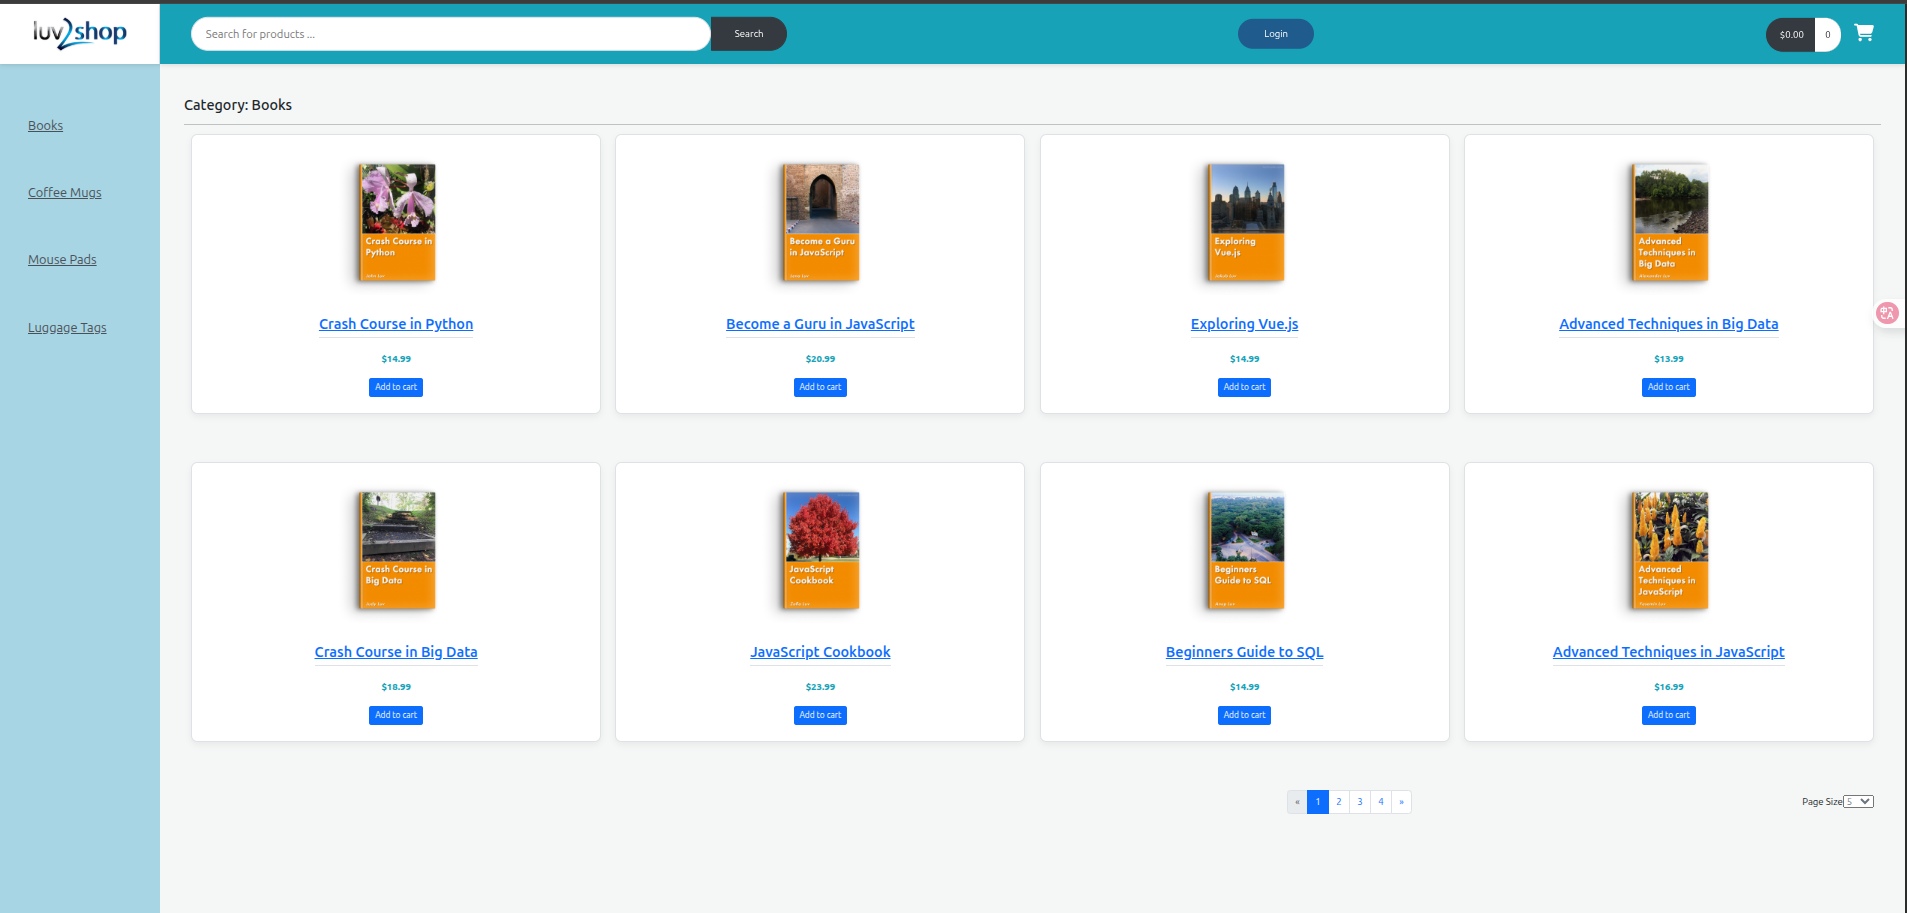 luv2shop
Search for products ...
Search
Login
$0.00
0
Books
Coffee Mugs
Mouse Pads
Luggage Tags
Category: Books
Crash Course in
Python
Become a Guru
in JavaScript
Exploring
Vue.js
Advanced
Techniques in
Big Data
Crash Course in Python
Become a Guru in JavaScript
Exploring Vue.js
Advanced Techniques in Big Data
$14.99
$20.99
$14.99
$13.99
Add to cart
Add to cart
Add to cart
Add to cart
Crash Course in
Big Data
JavaScript
Cookbook
Beginners
Guide to SQL
Advanced
Techniques in
JavaScript
Crash Course in Big Data
JavaScript Cookbook
Beginners Guide to SQL
Advanced Techniques in JavaScript
$18.99
$23.99
$14.99
$16.99
Add to cart
Add to cart
Add to cart
Add to cart
« 1 2 3 4 »
Page Size 5